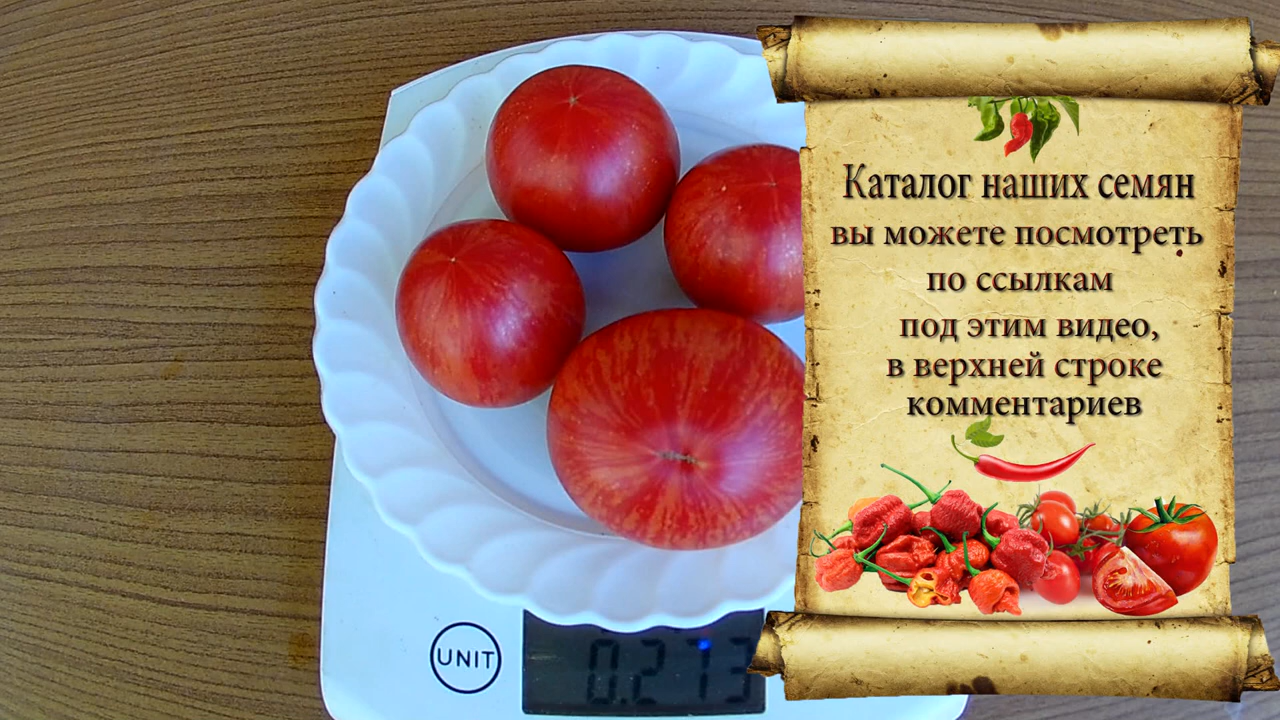 Каталог наших семян
вы можете посмотреть
по ссылкам
под этим видео,
в верхней строке
комментариев
UNIT
0.273